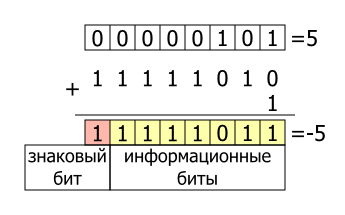 0 0 0 0 0 1 0 1 =5
+ 1 1 1 1 1 0 1 0
1
1 1 1 1 1 0 1 1 =-5
знаковый бит
информационные биты